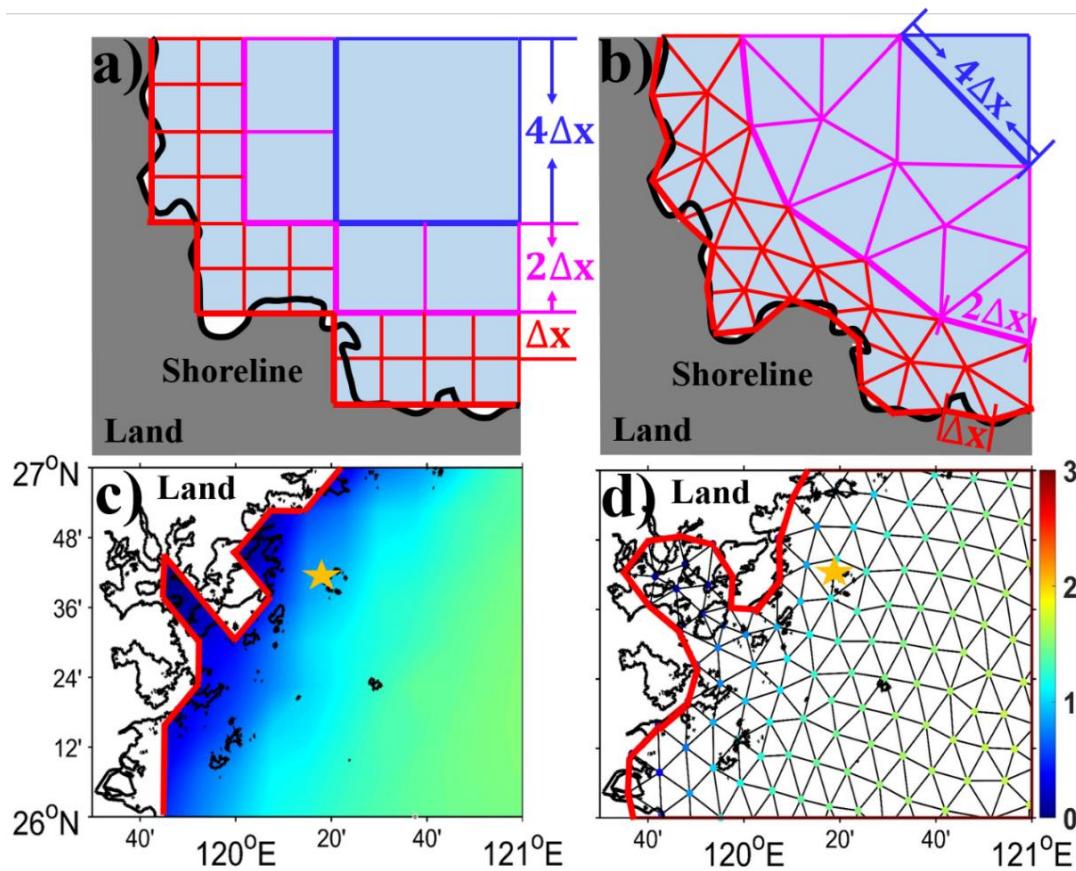 a)
4Δx
2Δx
Δx
Shoreline
Land
b)
4Δx
2Δx
Δx
Shoreline
Land
c)
Land
27°N
48'
36'
24'
12'
26°N
40'
120°E
20'
40'
121°E
d)
Land
40'
120°E
20'
40'
121°E
3
2
1
0